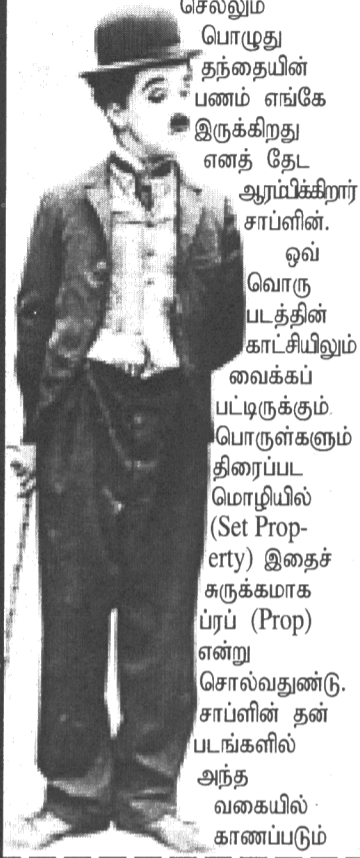 செல்லும்
பொழுது
தந்தையின்
பணம் எங்கே
இருக்கிறது
எனத் தேட
ஆரம்பிக்கிறார்
சாப்ளின்.
ஒவ்
வொரு
படத்தின்
காட்சியிலும்
வைக்கப்
பட்டிருக்கும்
பொருள்களும்
திரைப்பட
மொழியில்
(Set Prop-
erty) இதைச்
சுருக்கமாக
ப்ரப் (Prop)
என்று
சொல்வதுண்டு.
சாப்ளின் தன்
படங்களில்
அந்த
வகையில்
காணப்படும்